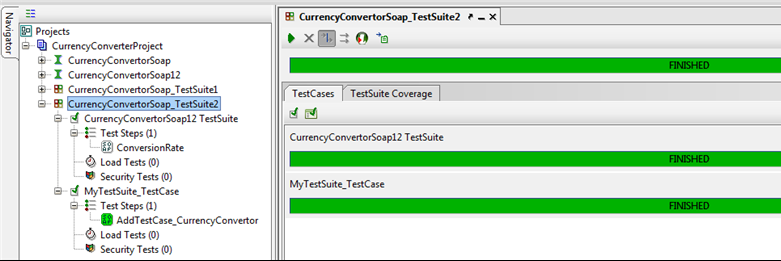 Navigator
Projects
CurrencyConverterProject
CurrencyConvertorSoap
CurrencyConvertorSoap12
CurrencyConvertorSoap_TestSuite1
CurrencyConvertorSoap_TestSuite2
CurrencyConvertorSoap12 TestSuite
Test Steps (1)
ConversionRate
Load Tests (0)
Security Tests (0)
MyTestSuite_TestCase
Test Steps (1)
AddTestCase_CurrencyConvertor
Load Tests (0)
Security Tests (0)
CurrencyConvertorSoap_TestSuite2
FINISHED
TestCases TestSuite Coverage
CurrencyConvertorSoap12 TestSuite
FINISHED
MyTestSuite_TestCase
FINISHED